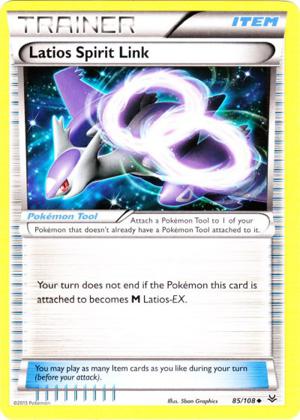 TRAINER ITEM
Latios Spirit Link
Pokémon Tool Attach a Pokémon Tool to 1 of your
Pokémon that doesn't already have a Pokémon Tool attached to it.
Your turn does not end if the Pokémon this card is
attached to becomes M Latios-EX.
You may play as many Item cards as you like during your turn
(before your attack).
Illus. 5ban Graphics 85/108
©2015 Pokémon